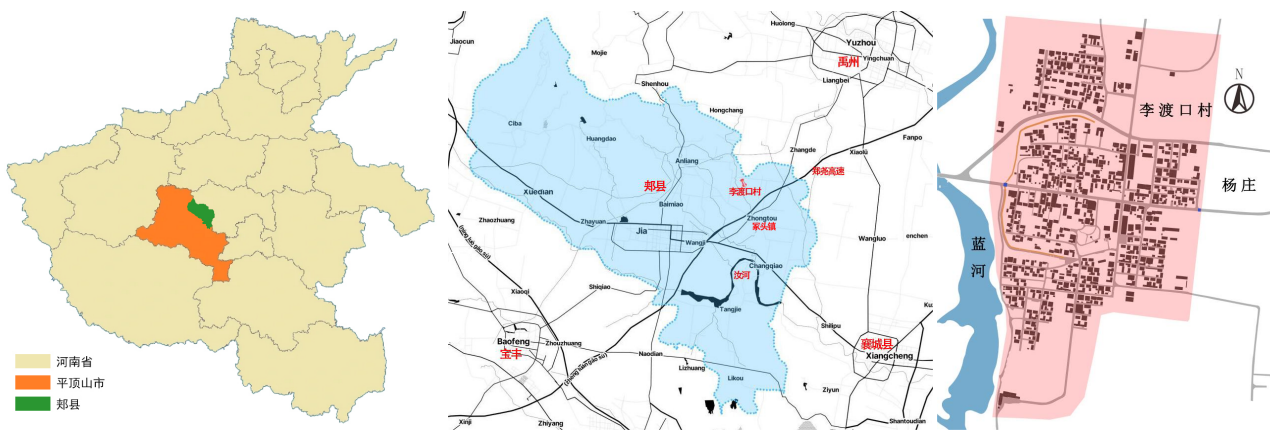 河南省
平顶山市
郏县
Huolong
Jiaocun
Mojie
Yuzhou
禹州
Yingchuan
Liangbei
Shenhou
Hongchang
Ciba
Huangdao
Fanpo
Zhangde
Xiaolü
Anliang
郑尧高速
Xuedian
郏县
李渡口村
Baimiao
Zhaozhuang
Zhayuan
Zhongtou
冢头镇
Jia
Wangji
Wangluo
enchen
Changqiao
汝河
Shiqiao
Xiaoqi
Tangjie
Shilipu
Baofeng
宝丰
Zhouzhuang
Naodian
Lizhuang
襄城县
Xiangcheng
Likou
Ziyun
Xinji
Zhiyang
Shantoudian
N
李渡口村
杨庄
蓝河